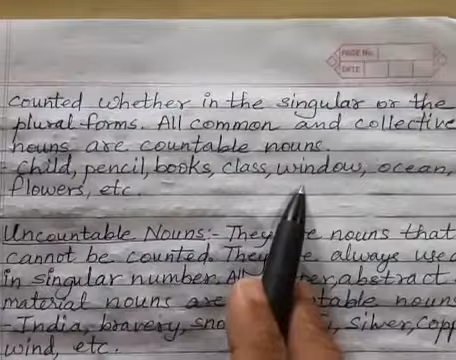 PAGE No.
DATE
counted whether in the singular or the
plural forms. All common and collective
nouns are countable nouns.
- Child, pencil, books, class, window, ocean,
flowers, etc.
Uncountable Nouns:- They nouns that
cannot be counted. They always used
in singular number. abstract
material nouns are nouns
- India, bravery, silver,
wind, etc.